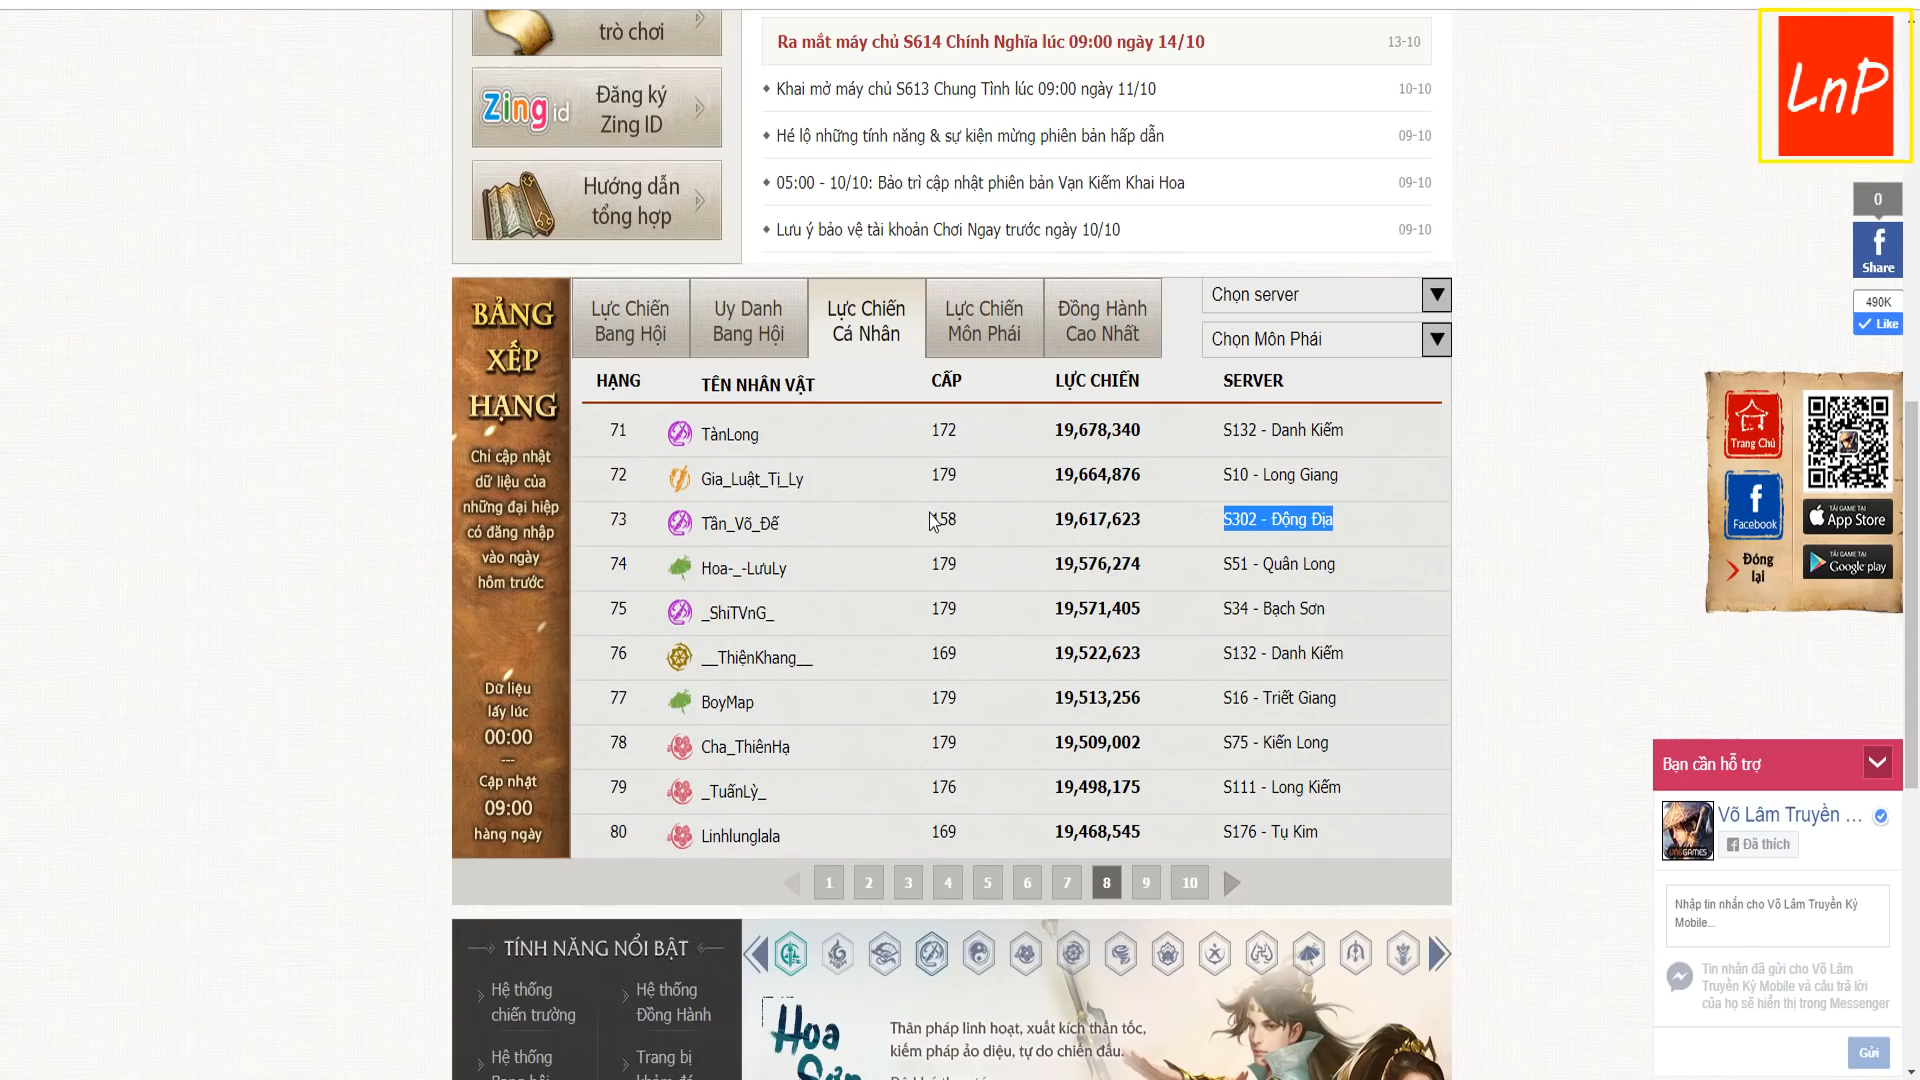 trò chơi
Ra mắt máy chủ S614 Chính Nghĩa lúc 09:00 ngày 14/10 13-10
Zing id Đăng ký
Zing ID
Khai mở máy chủ S613 Chung Tình lúc 09:00 ngày 11/10 10-10
Hé lộ những tính năng & sự kiện mừng phiên bản hấp dẫn 09-10
Hướng dẫn
tổng hợp
05:00 - 10/10: Bảo trì cập nhật phiên bản Vạn Kiếm Khai Hoa 09-10
Lưu ý bảo vệ tài khoản Chơi Ngay trước ngày 10/10 09-10
LnP
0
Share
490K
Like
BẢNG
XẾP
HẠNG
Chỉ cập nhật
dữ liệu của
những đại hiệp
có đăng nhập
vào ngày
hôm trước
Dữ liệu
lấy lúc
00:00
---
Cập nhật
09:00
hàng ngày
Lực Chiến
Bang Hội
Uy Danh
Bang Hội
Lực Chiến
Cá Nhân
Lực Chiến
Môn Phái
Đồng Hành
Cao Nhất
Chọn server
Chọn Môn Phái
HẠNG TÊN NHÂN VẬT CẤP LỰC CHIẾN SERVER
71 TànLong 172 19,678,340 S132 - Danh Kiếm
72 Gia_Luật_Tị_Ly 179 19,664,876 S10 - Long Giang
73 Tần_Võ_Đế 158 19,617,623 S302 - Động Địa
74 Hoa-_-LưuLy 179 19,576,274 S51 - Quân Long
75 _ShiTVnG_ 179 19,571,405 S34 - Bạch Sơn
76 __ThiệnKhang__ 169 19,522,623 S132 - Danh Kiếm
77 BoyMap 179 19,513,256 S16 - Triết Giang
78 Cha_ThiênHạ 179 19,509,002 S75 - Kiến Long
79 _TuấnLỳ_ 176 19,498,175 S111 - Long Kiếm
80 Linhlunglala 169 19,468,545 S176 - Tụ Kim
1 2 3 4 5 6 7 8 9 10
Trang Chủ
Facebook
Đóng
lại
TẢI GAME TẠI
App Store
TẢI GAME TẠI
Google play
Bạn cần hỗ trợ
Võ Lâm Truyền ...
Đã thích
Nhập tin nhắn cho Võ Lâm Truyền Kỳ
Mobile...
Tin nhắn đã gửi cho Võ Lâm
Truyền Kỳ Mobile và câu trả lời
của họ sẽ hiển thị trong Messenger
Gửi
TÍNH NĂNG NỔI BẬT
Hệ thống
chiến trường
Hệ thống
Đồng Hành
Hệ thống
Trang bị
Hoa
Sơn
Thân pháp linh hoạt, xuất kích thần tốc,
kiếm pháp ảo diệu, tự do chiến đấu.